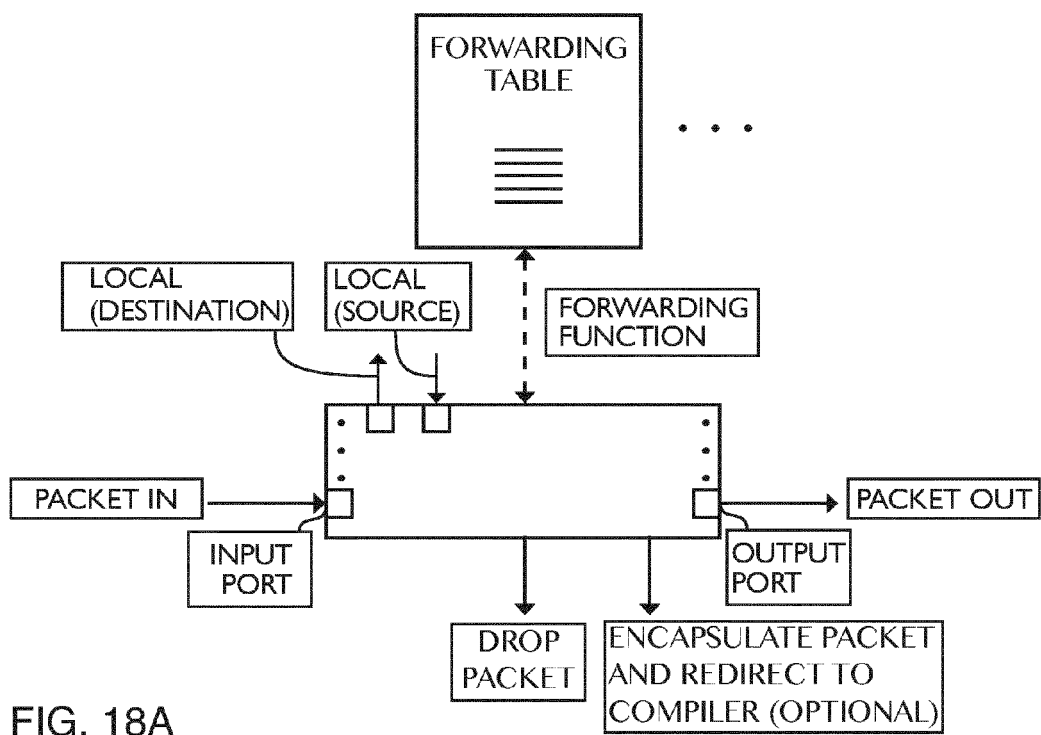 FORWARDING
TABLE
LOCAL
(DESTINATION)
LOCAL
(SOURCE)
FORWARDING
FUNCTION
PACKET IN
PACKET OUT
INPUT
PORT
OUTPUT
PORT
DROP
PACKET
ENCAPSULATE PACKET
AND REDIRECT TO
COMPILER (OPTIONAL)
FIG. 18A